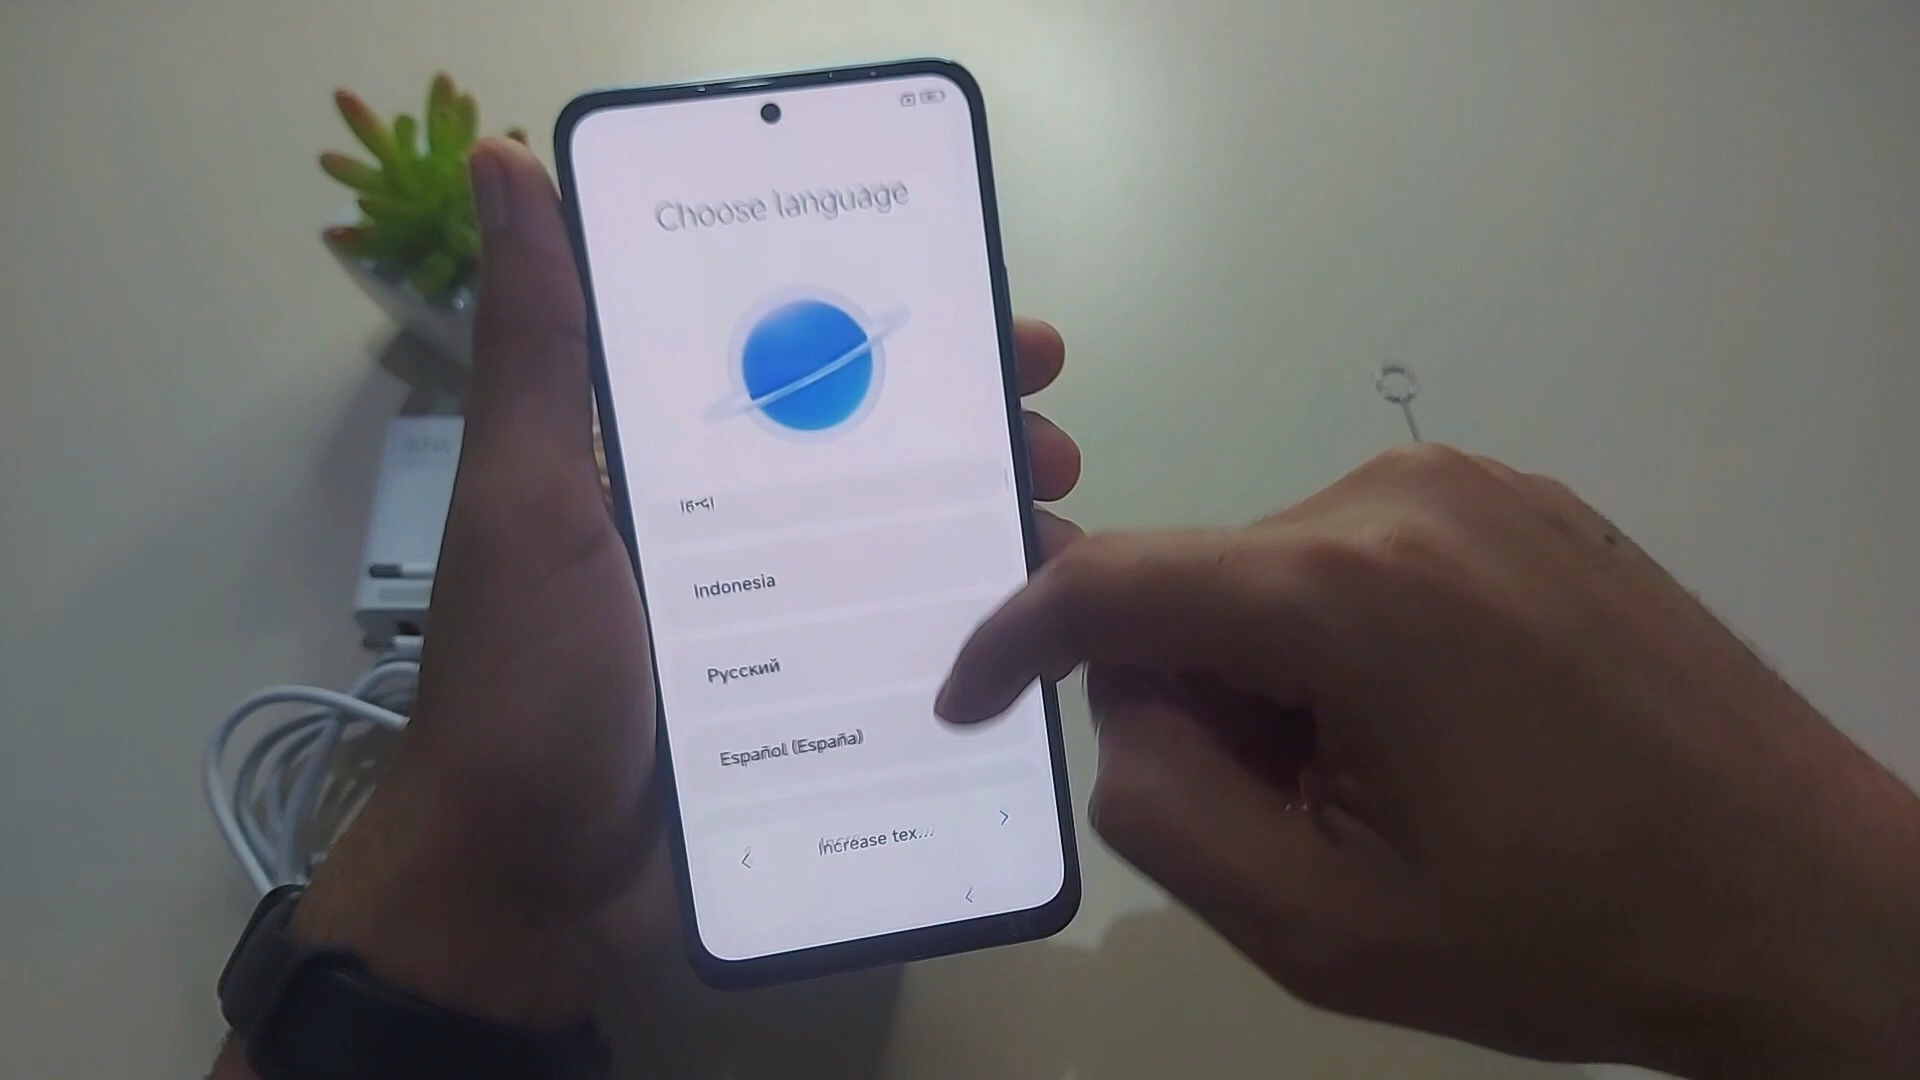 Choose language
हिन्दी
Indonesia
Русский
Español (España)
Increase tex...